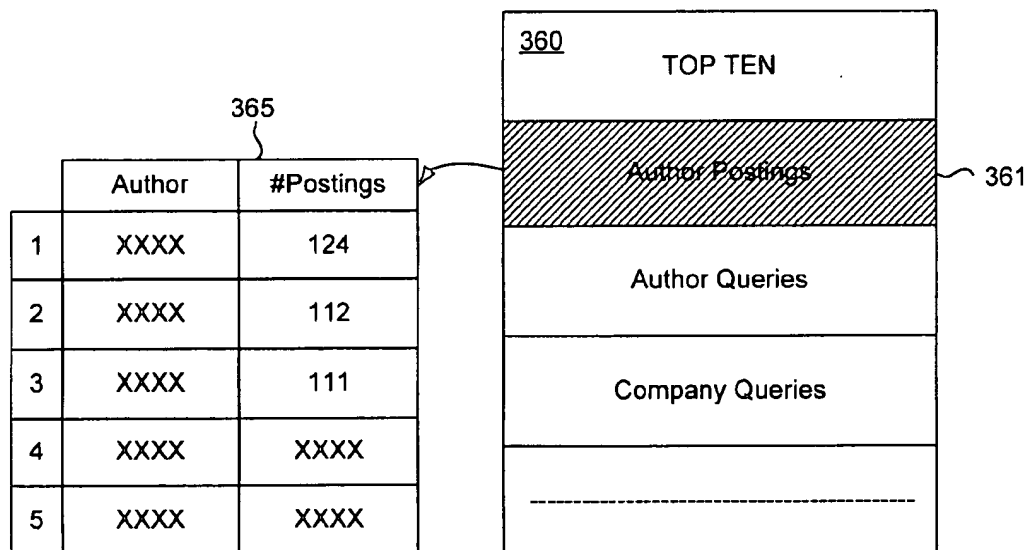 360
TOP TEN
365
Author #Postings
Author Postings
361
1 XXXX 124
2 XXXX 112
3 XXXX 111
4 XXXX XXXX
5 XXXX XXXX
Author Queries
Company Queries